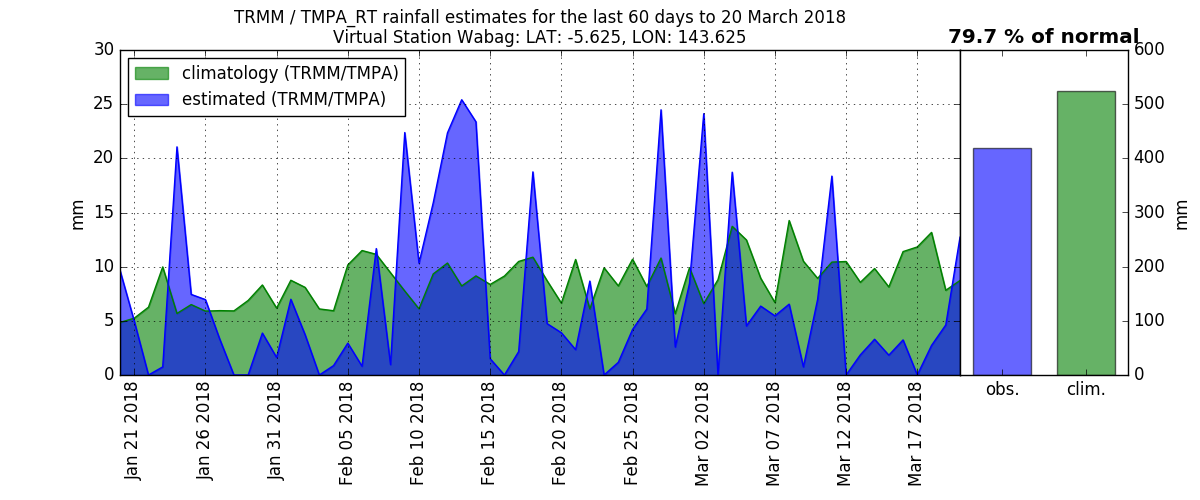 TRMM / TMPA_RT rainfall estimates for the last 60 days to 20 March 2018
Virtual Station Wabag: LAT: -5.625, LON: 143.625
79.7 % of normal
climatology (TRMM/TMPA)
estimated (TRMM/TMPA)
30
25
20
15
10
5
0
mm
600
500
400
300
200
100
0
mm
Jan 21 2018
Jan 26 2018
Jan 31 2018
Feb 05 2018
Feb 10 2018
Feb 15 2018
Feb 20 2018
Feb 25 2018
Mar 02 2018
Mar 07 2018
Mar 12 2018
Mar 17 2018
obs.
clim.